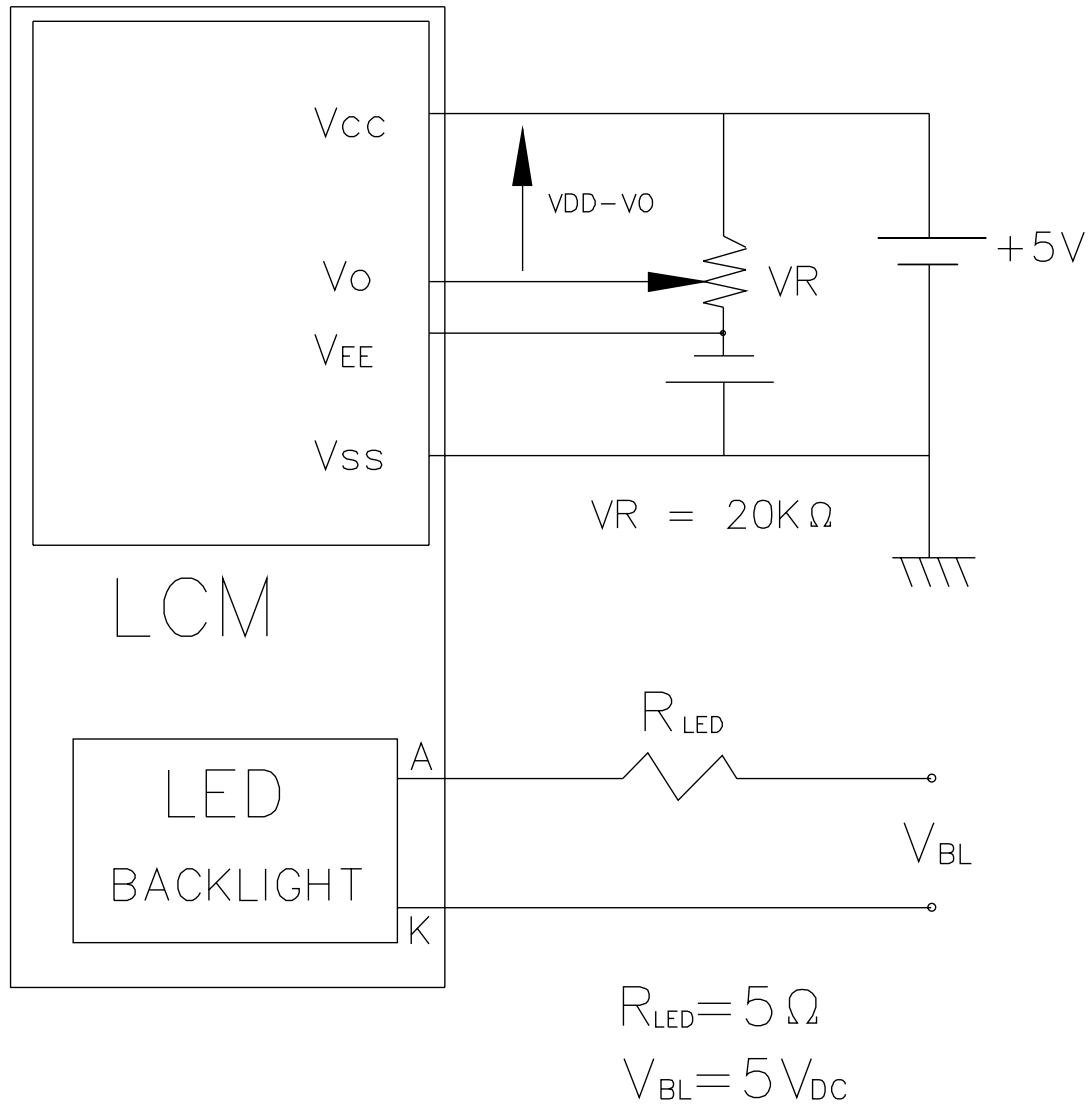 Vcc
VDD-VO
+5V
Vo
VR
VEE
Vss
VR = 20KΩ
LCM
RLED
A
LED
VBL
BACKLIGHT
K
RLED=5Ω
VBL=5VDC